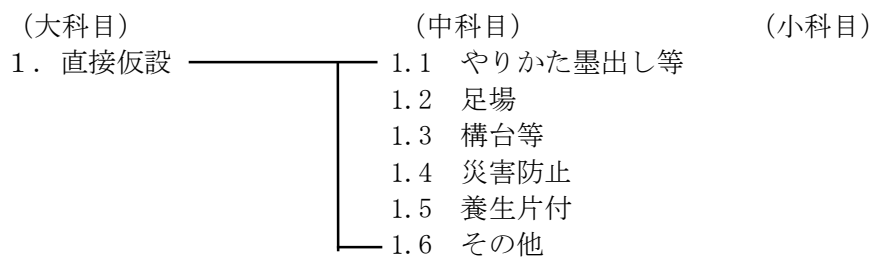 （大科目） （中科目） （小科目）
１．直接仮設 1.1 やりかた墨出し等
1.2 足場
1.3 構台等
1.4 災害防止
1.5 養生片付
1.6 その他